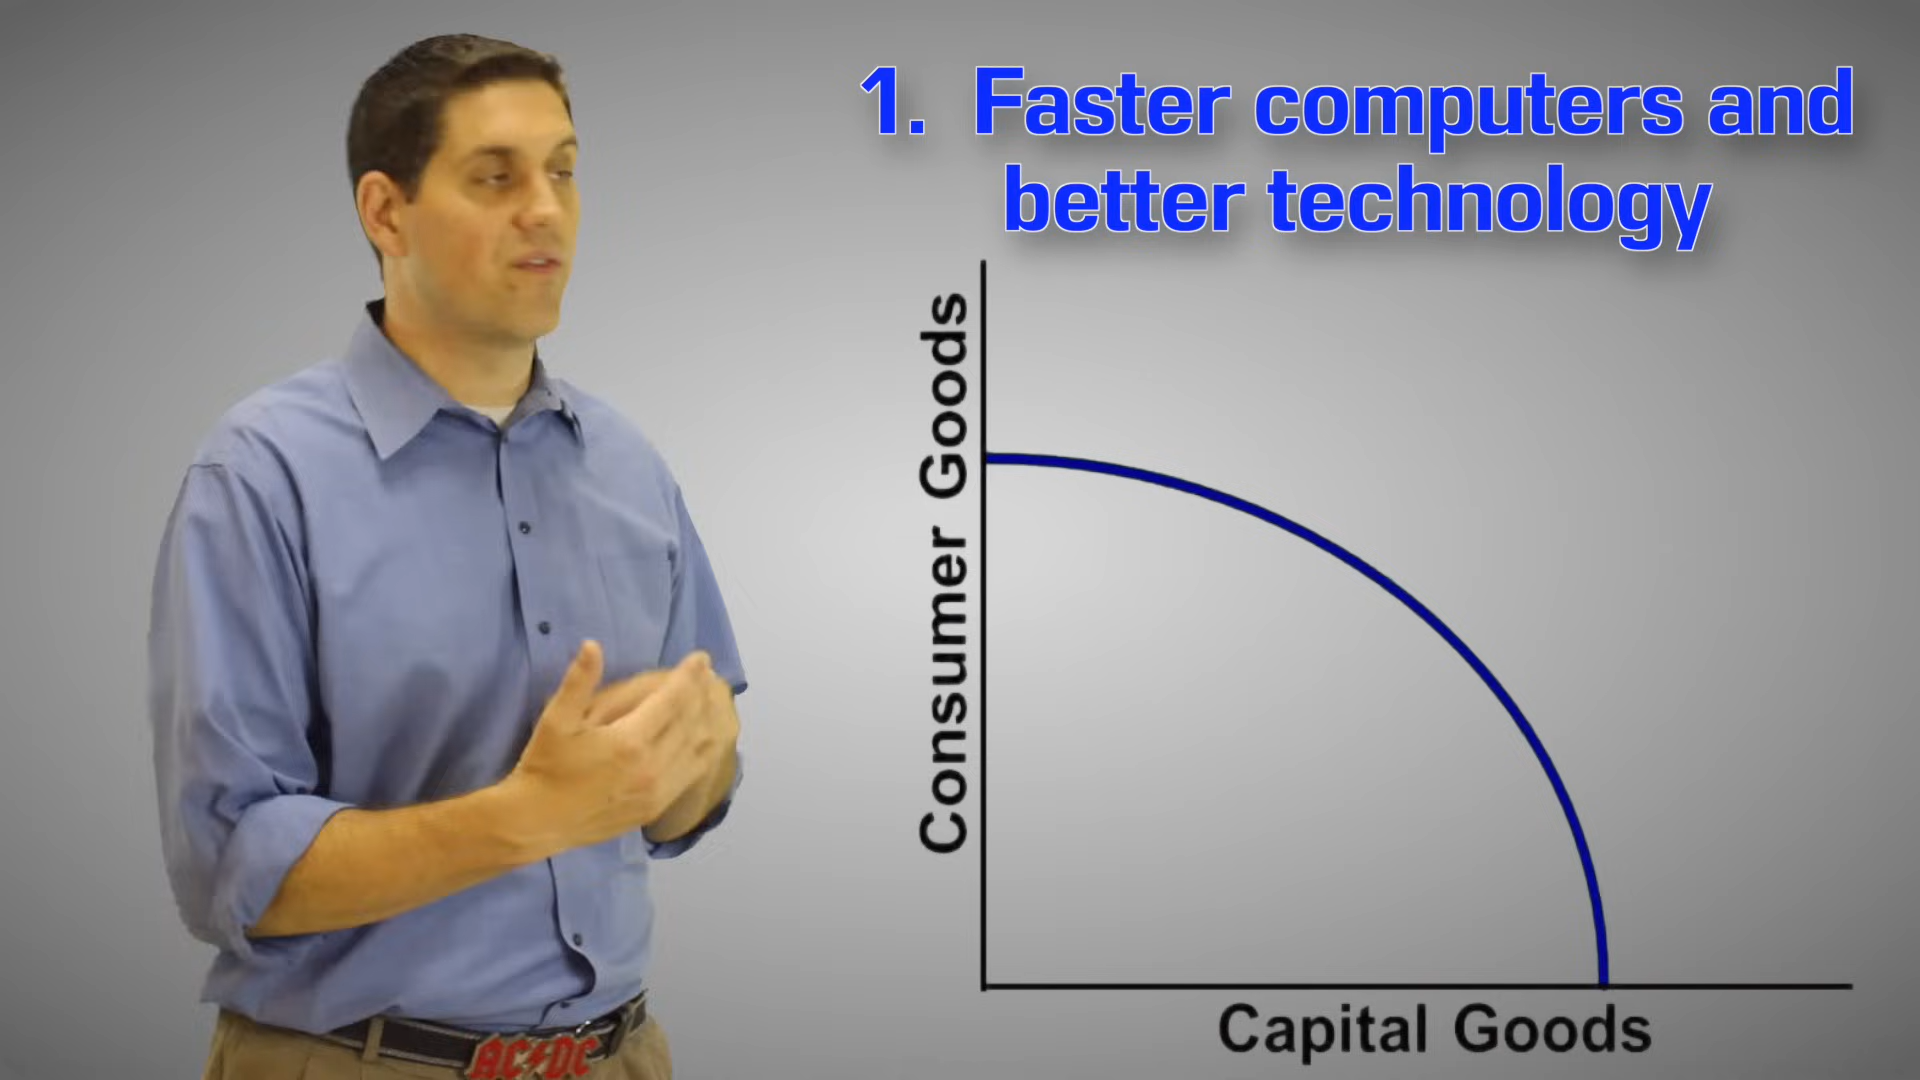 1. Faster computers and
better technology
Consumer Goods
Capital Goods
AC⚡DC